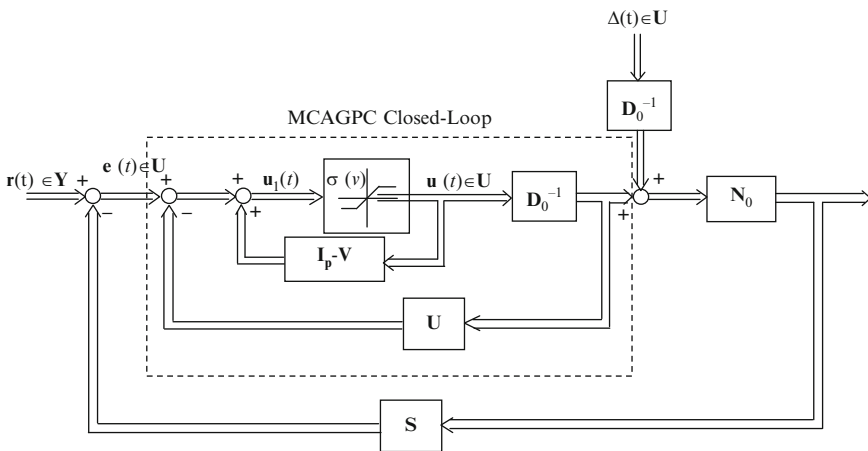 Δ(t)∈U
D₀⁻¹
MCAGPC Closed-Loop
r(t) ∈Y
+
−
e (t)∈U
+
−
+
+
u₁(t)
σ (v)
u (t)∈U
D₀⁻¹
+
+
N₀
Iₚ-V
U
S